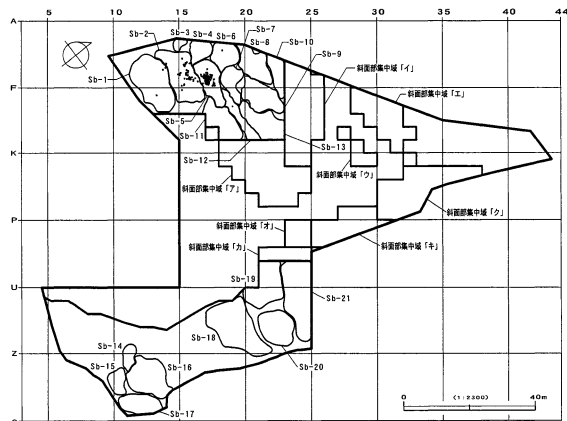 5 10 15 20 25 30 35 40 44
A
F
K
P
U
Z
Sb-1
Sb-2
Sb-3
Sb-4
Sb-6
Sb-7
Sb-8
Sb-10
Sb-9
Sb-5
Sb-11
Sb-12
Sb-13
斜面部集中域「イ」
斜面部集中域「エ」
斜面部集中域「ア」
斜面部集中域「ウ」
斜面部集中域「オ」
斜面部集中域「カ」
斜面部集中域「ク」
斜面部集中域「キ」
Sb-19
Sb-21
Sb-18
Sb-20
Sb-14
Sb-15
Sb-16
Sb-17
0 (1:2300) 40m